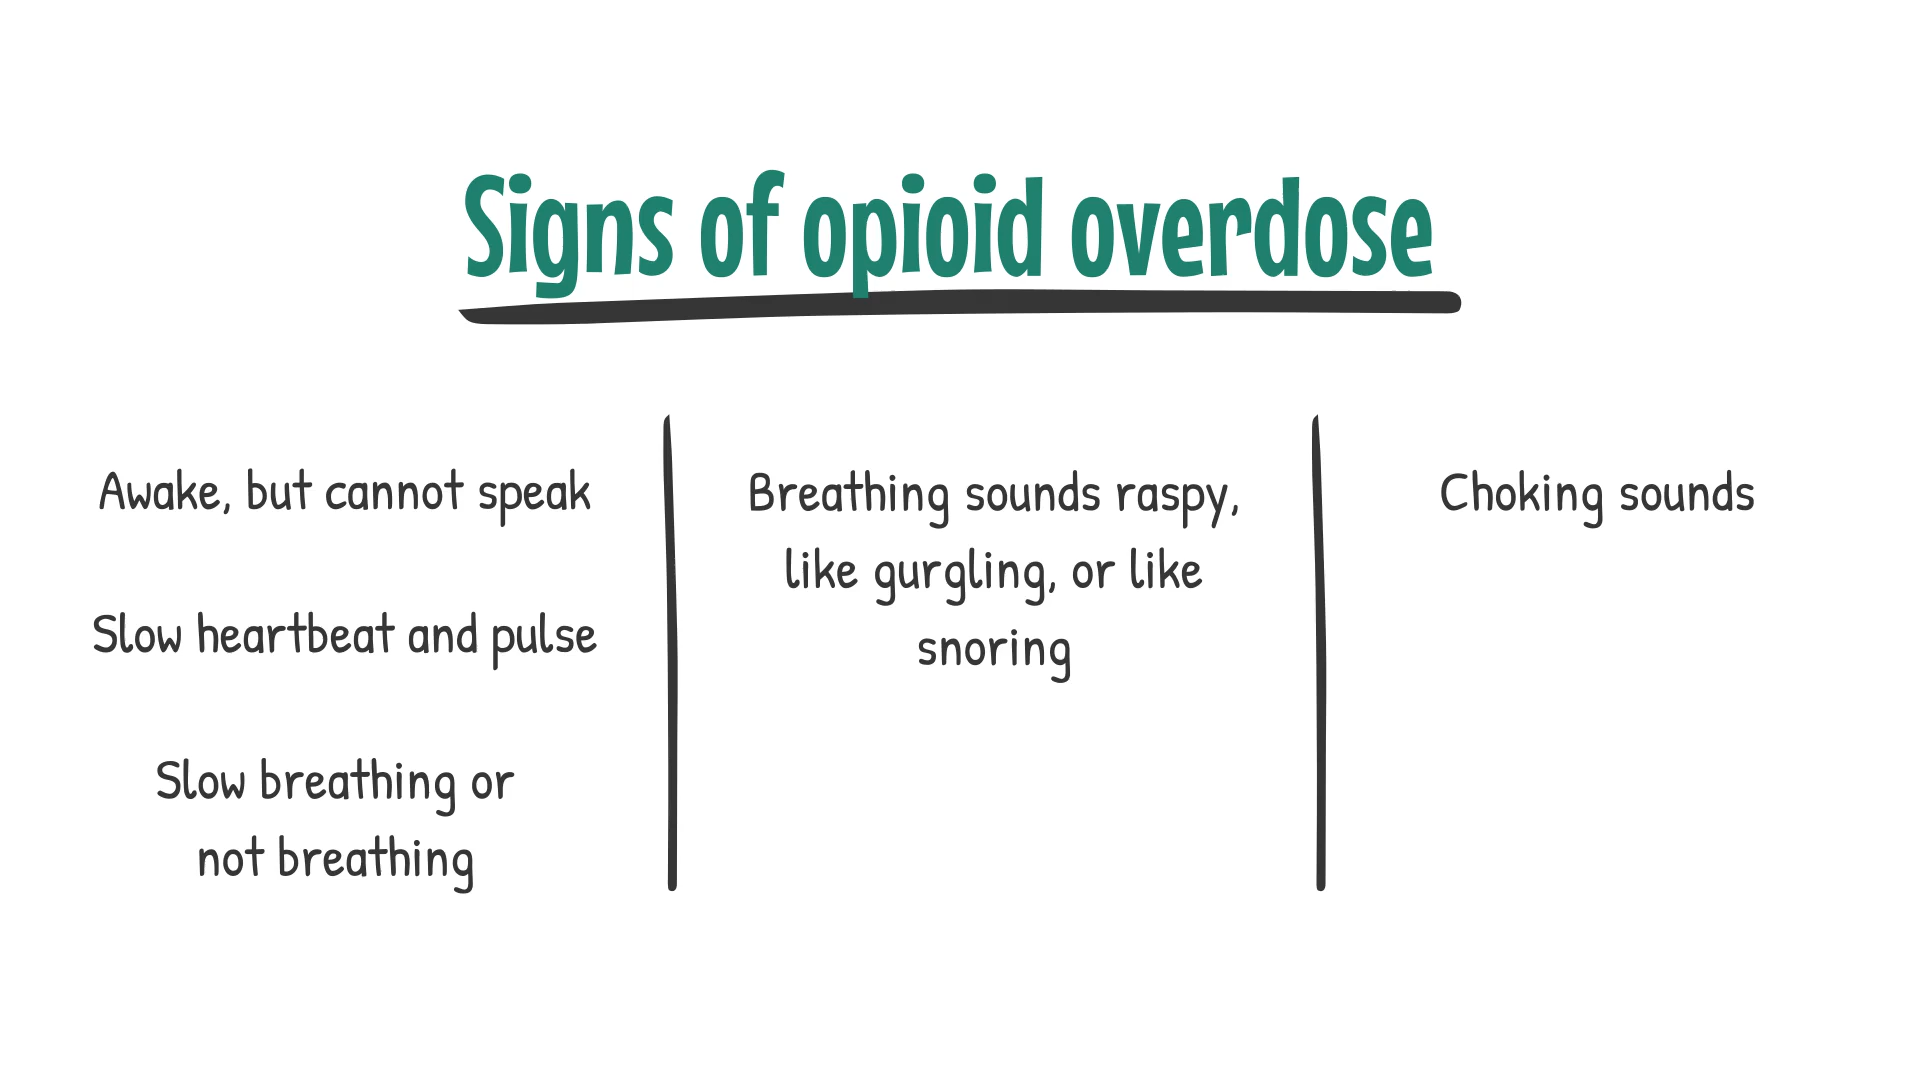 Signs of opioid overdose
Awake, but cannot speak
Slow heartbeat and pulse
Slow breathing or
not breathing
Breathing sounds raspy,
like gurgling, or like
snoring
Choking sounds